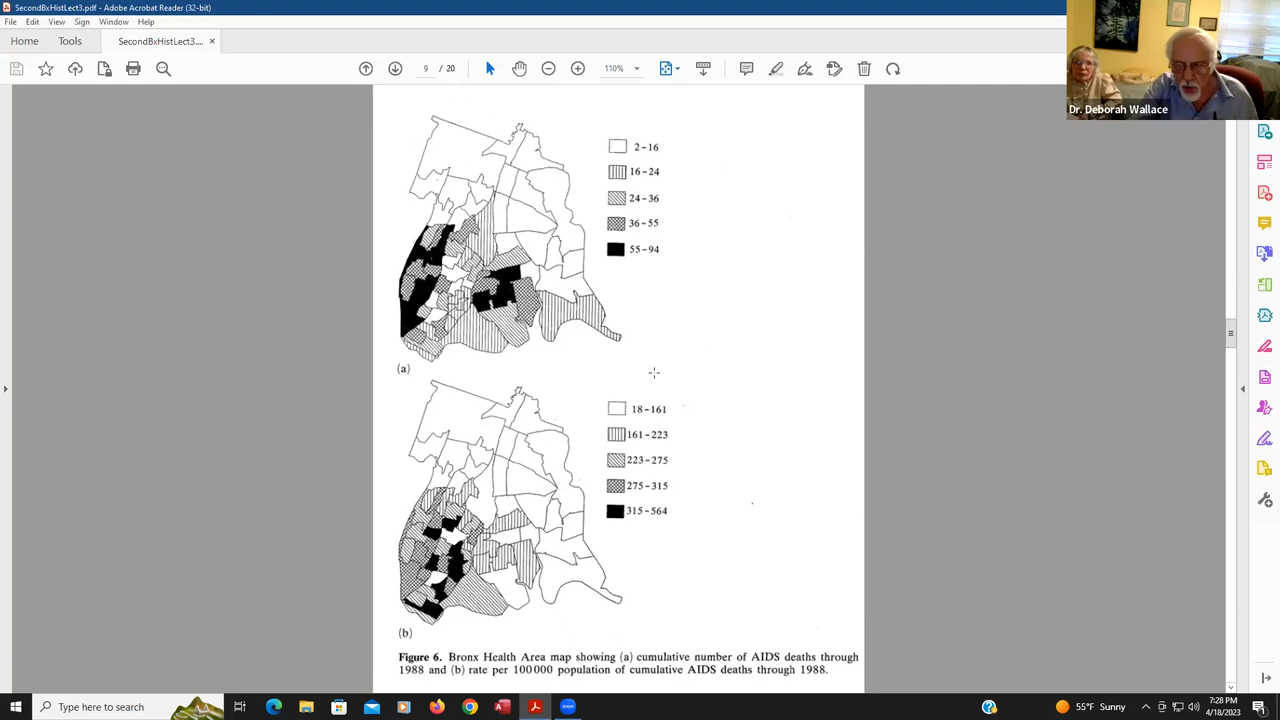 SecondBxHistLect3.pdf - Adobe Acrobat Reader (32-bit)
File Edit View Sign Window Help
Home Tools SecondBxHistLect3.... ×
9 / 20 110%
Dr. Deborah Wallace
2-16
16-24
24-36
36-55
55-94
(a)
18-161
161-223
223-275
275-315
315-564
(b)
Figure 6. Bronx Health Area map showing (a) cumulative number of AIDS deaths through
1988 and (b) rate per 100000 population of cumulative AIDS deaths through 1988.
Type here to search
55°F Sunny
7:28 PM
4/18/2023